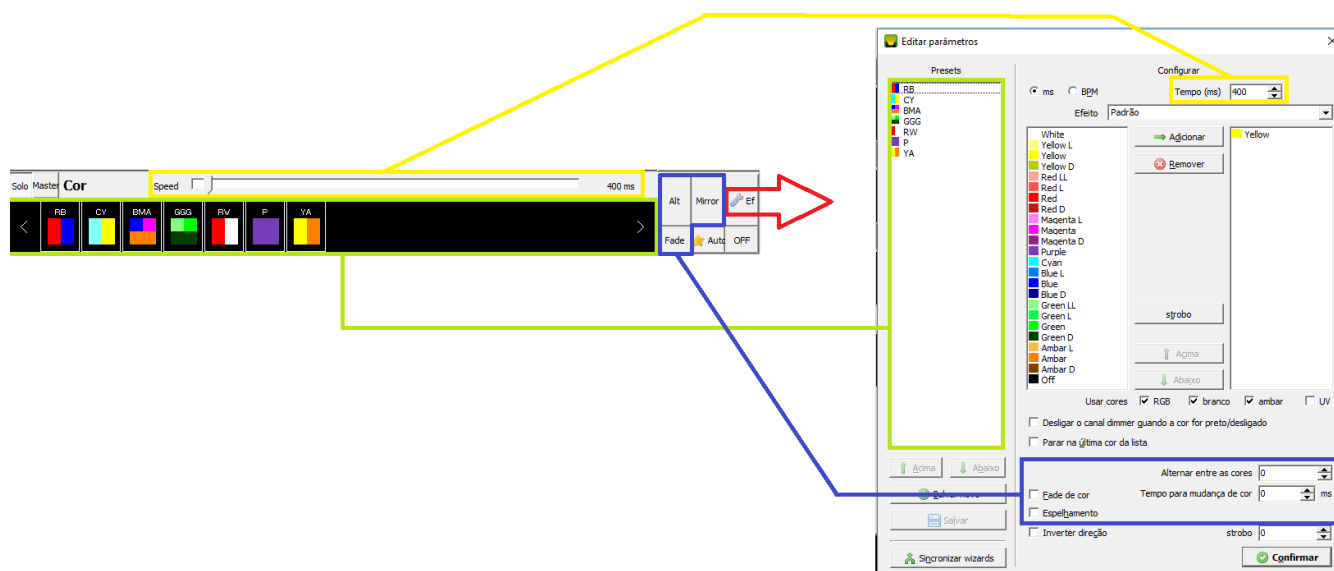 Editar parâmetros
Presets
RB
CY
BMA
GGG
RW
P
YA
Acima
Abaixo
Salvar
Sincronizar wizards
Configurar
ms
BPM
Tempo (ms)
400
Efeito
Padrão
White
Yellow L
Yellow
Yellow D
Red LL
Red L
Red
Red D
Magenta L
Magenta
Magenta D
Purple
Cyan
Blue L
Blue
Blue D
Green LL
Green L
Green
Green D
Ambar L
Ambar
Ambar D
Off
Adicionar
Remover
strobo
Acima
Abaixo
Yellow
Usar cores
RGB
branco
ambar
UV
Desligar o canal dimmer quando a cor for preto/desligado
Parar na última cor da lista
Alternar entre as cores 0
Fade de cor
Tempo para mudança de cor 0 ms
Espelhamento
Inverter direção
strobo 0
Confirmar
Solo
Master
Cor
Speed
400 ms
RB
CY
BMA
GGG
RW
P
YA
Alt
Mirror
Ef
Fade
Auto
OFF